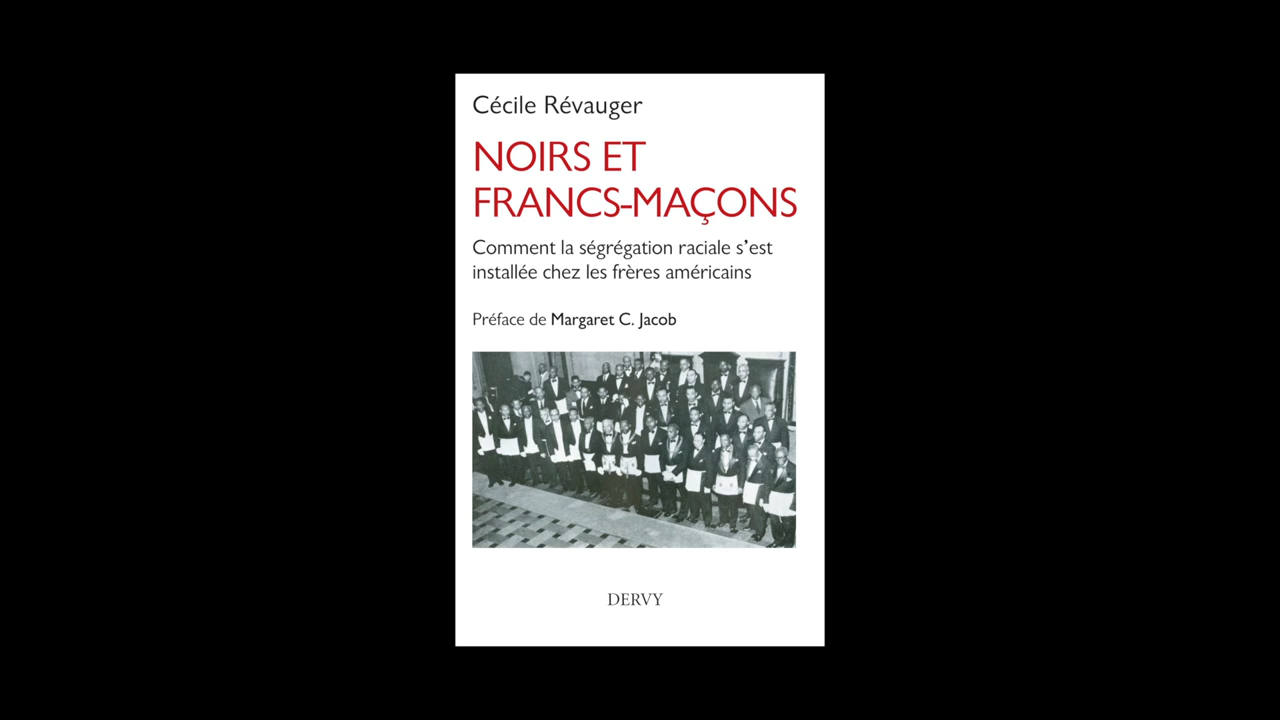 Cécile Révauger
NOIRS ET
FRANCS-MAÇONS
Comment la ségrégation raciale s’est
installée chez les frères américains
Préface de Margaret C. Jacob
DERVY